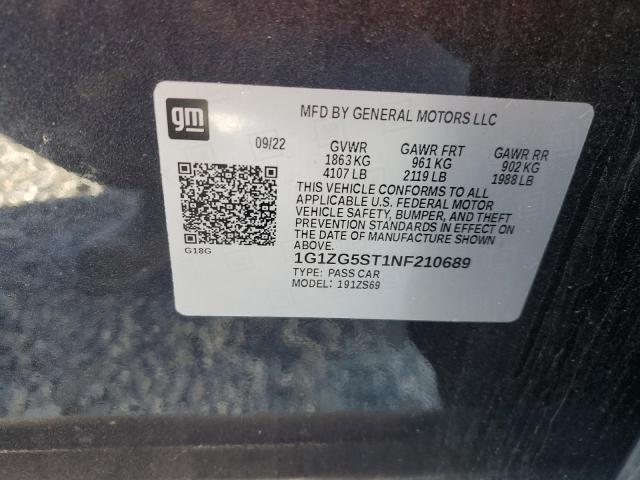 gm
MFD BY GENERAL MOTORS LLC
09/22 GVWR GAWR FRT GAWR RR
1863 KG 961 KG 902 KG
4107 LB 2119 LB 1988 LB
THIS VEHICLE CONFORMS TO ALL
APPLICABLE U.S. FEDERAL MOTOR
VEHICLE SAFETY, BUMPER, AND THEFT
PREVENTION STANDARDS IN EFFECT ON
THE DATE OF MANUFACTURE SHOWN
ABOVE.
G18G
1G1ZG5ST1NF210689
TYPE: PASS CAR
MODEL: 191ZS69